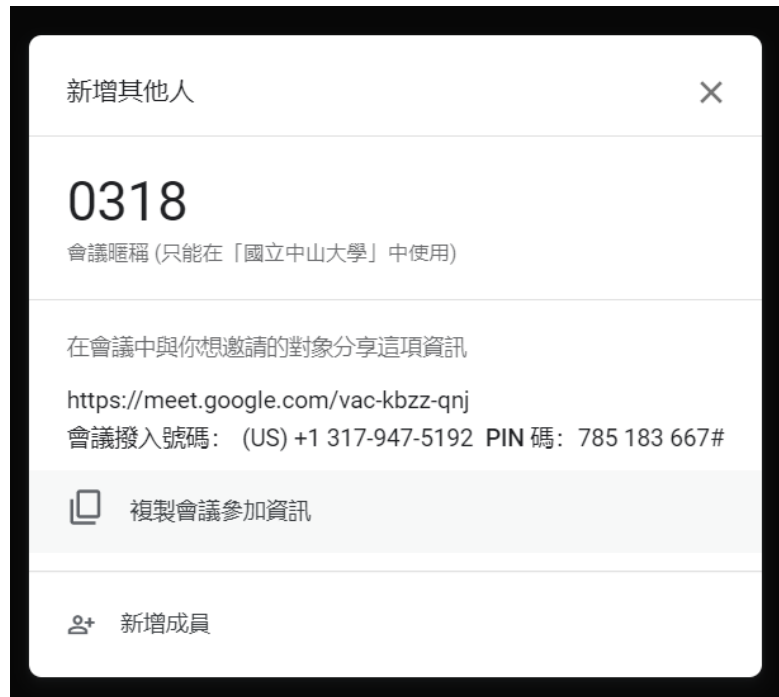 新增其他人
0318
會議暱稱 (只能在「國立中山大學」中使用)
在會議中與你想邀請的對象分享這項資訊
https://meet.google.com/vac-kbzz-qnj
會議撥入號碼： (US) +1 317-947-5192 PIN 碼：785 183 667#
複製會議參加資訊
新增成員